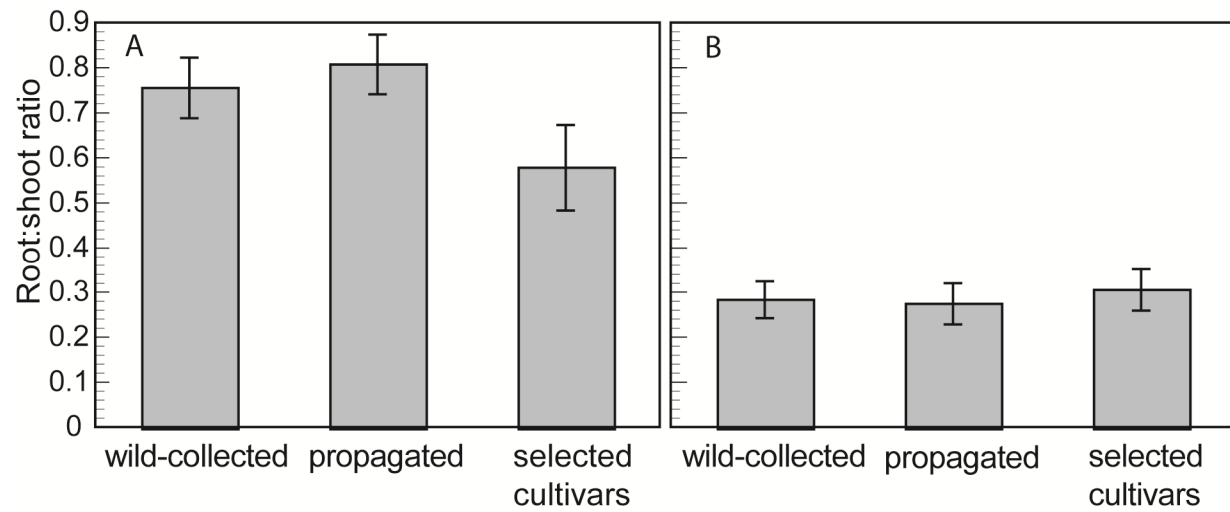 Root:shoot ratio
0.9
0.8
0.7
0.6
0.5
0.4
0.3
0.2
0.1
0
A
B
wild-collected propagated selected
cultivars
wild-collected propagated selected
cultivars